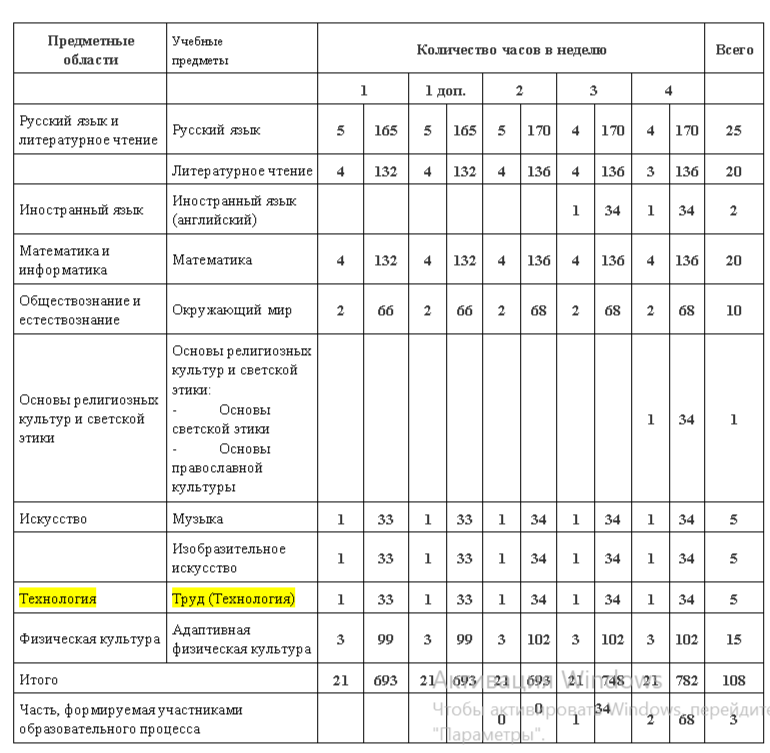 Предметные области Учебные предметы Количество часов в неделю Всего
1 1 доп. 2 3 4
Русский язык и литературное чтение Русский язык 5 165 5 165 5 170 4 170 4 170 25
Литературное чтение 4 132 4 132 4 136 4 136 3 136 20
Иностранный язык Иностранный язык (английский) 1 34 1 34 2
Математика и информатика Математика 4 132 4 132 4 136 4 136 4 136 20
Обществознание и естествознание Окружающий мир 2 66 2 66 2 68 2 68 2 68 10
Основы религиозных культур и светской этики Основы религиозных культур и светской этики: - Основы светской этики - Основы православной культуры 1 34 1
Искусство Музыка 1 33 1 33 1 34 1 34 1 34 5
Изобразительное искусство 1 33 1 33 1 34 1 34 1 34 5
Технология Труд (Технология) 1 33 1 33 1 34 1 34 1 34 5
Физическая культура Адаптивная физическая культура 3 99 3 99 3 102 3 102 3 102 15
Итого 21 693 21 693 21 693 21 748 21 782 108
Часть, формируемая участниками образовательного процесса 0 0 1 34 2 68 3
Активация Windows
Чтобы активировать Windows, перейдите
"Параметры".